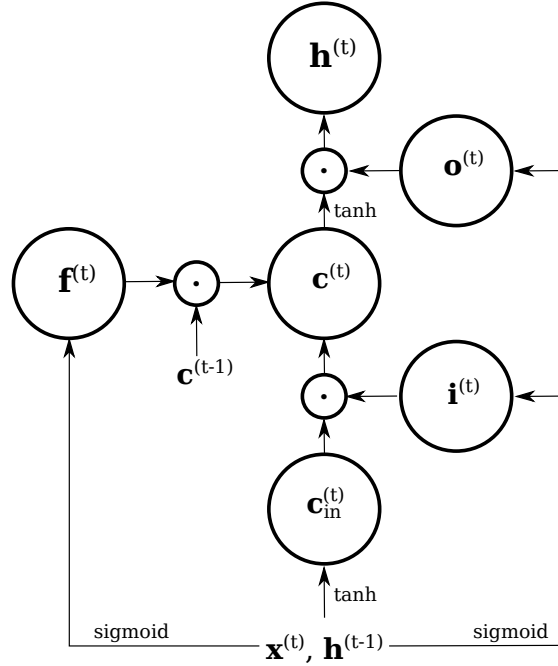 h(t)
o(t)
tanh
f(t)
c(t)
c(t-1)
i(t)
c(t)in
tanh
sigmoid
x(t), h(t-1)
sigmoid